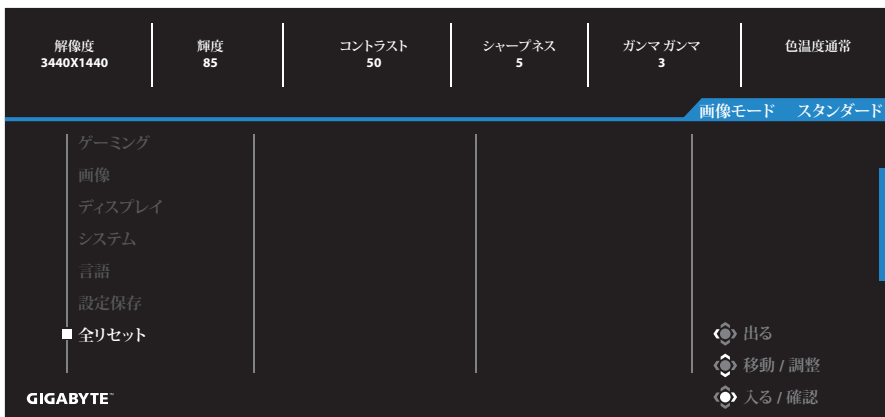 解像度 輝度 コントラスト シャープネス ガンマ ガンマ 色温度通常
3440X1440 85 50 5 3
画像モード スタンダード
ゲーミング
画像
ディスプレイ
システム
言語
設定保存
全リセット
出る
移動 / 調整
入る / 確認
GIGABYTE™